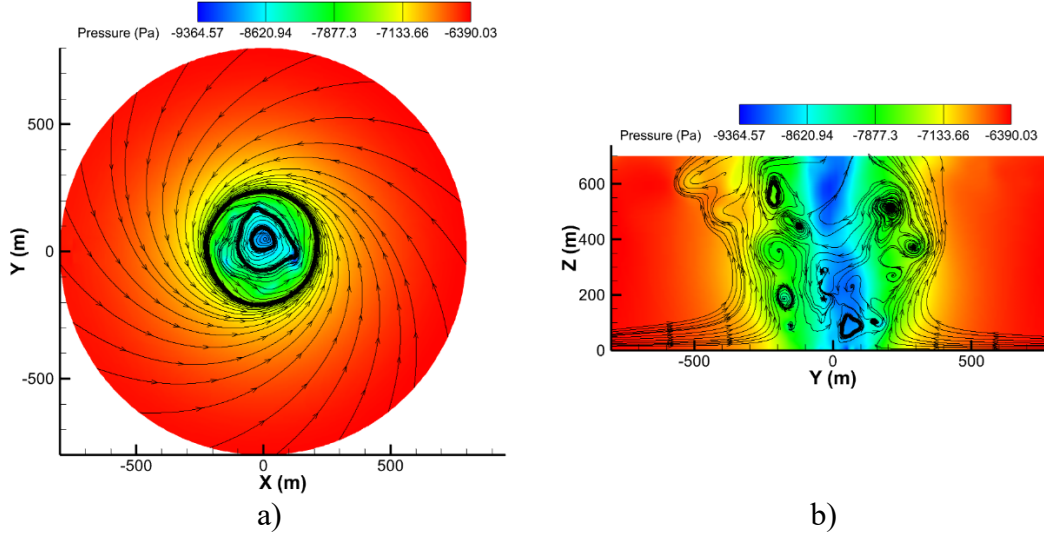 a)
Pressure (Pa) -9364.57 -8620.94 -7877.3 -7133.66 -6390.03
500
0
-500
Y (m)
-500 0 500
X (m)
a)
Pressure (Pa) -9364.57 -8620.94 -7877.3 -7133.66 -6390.03
600
400
200
0
Z (m)
-500 0 500
Y (m)
b)